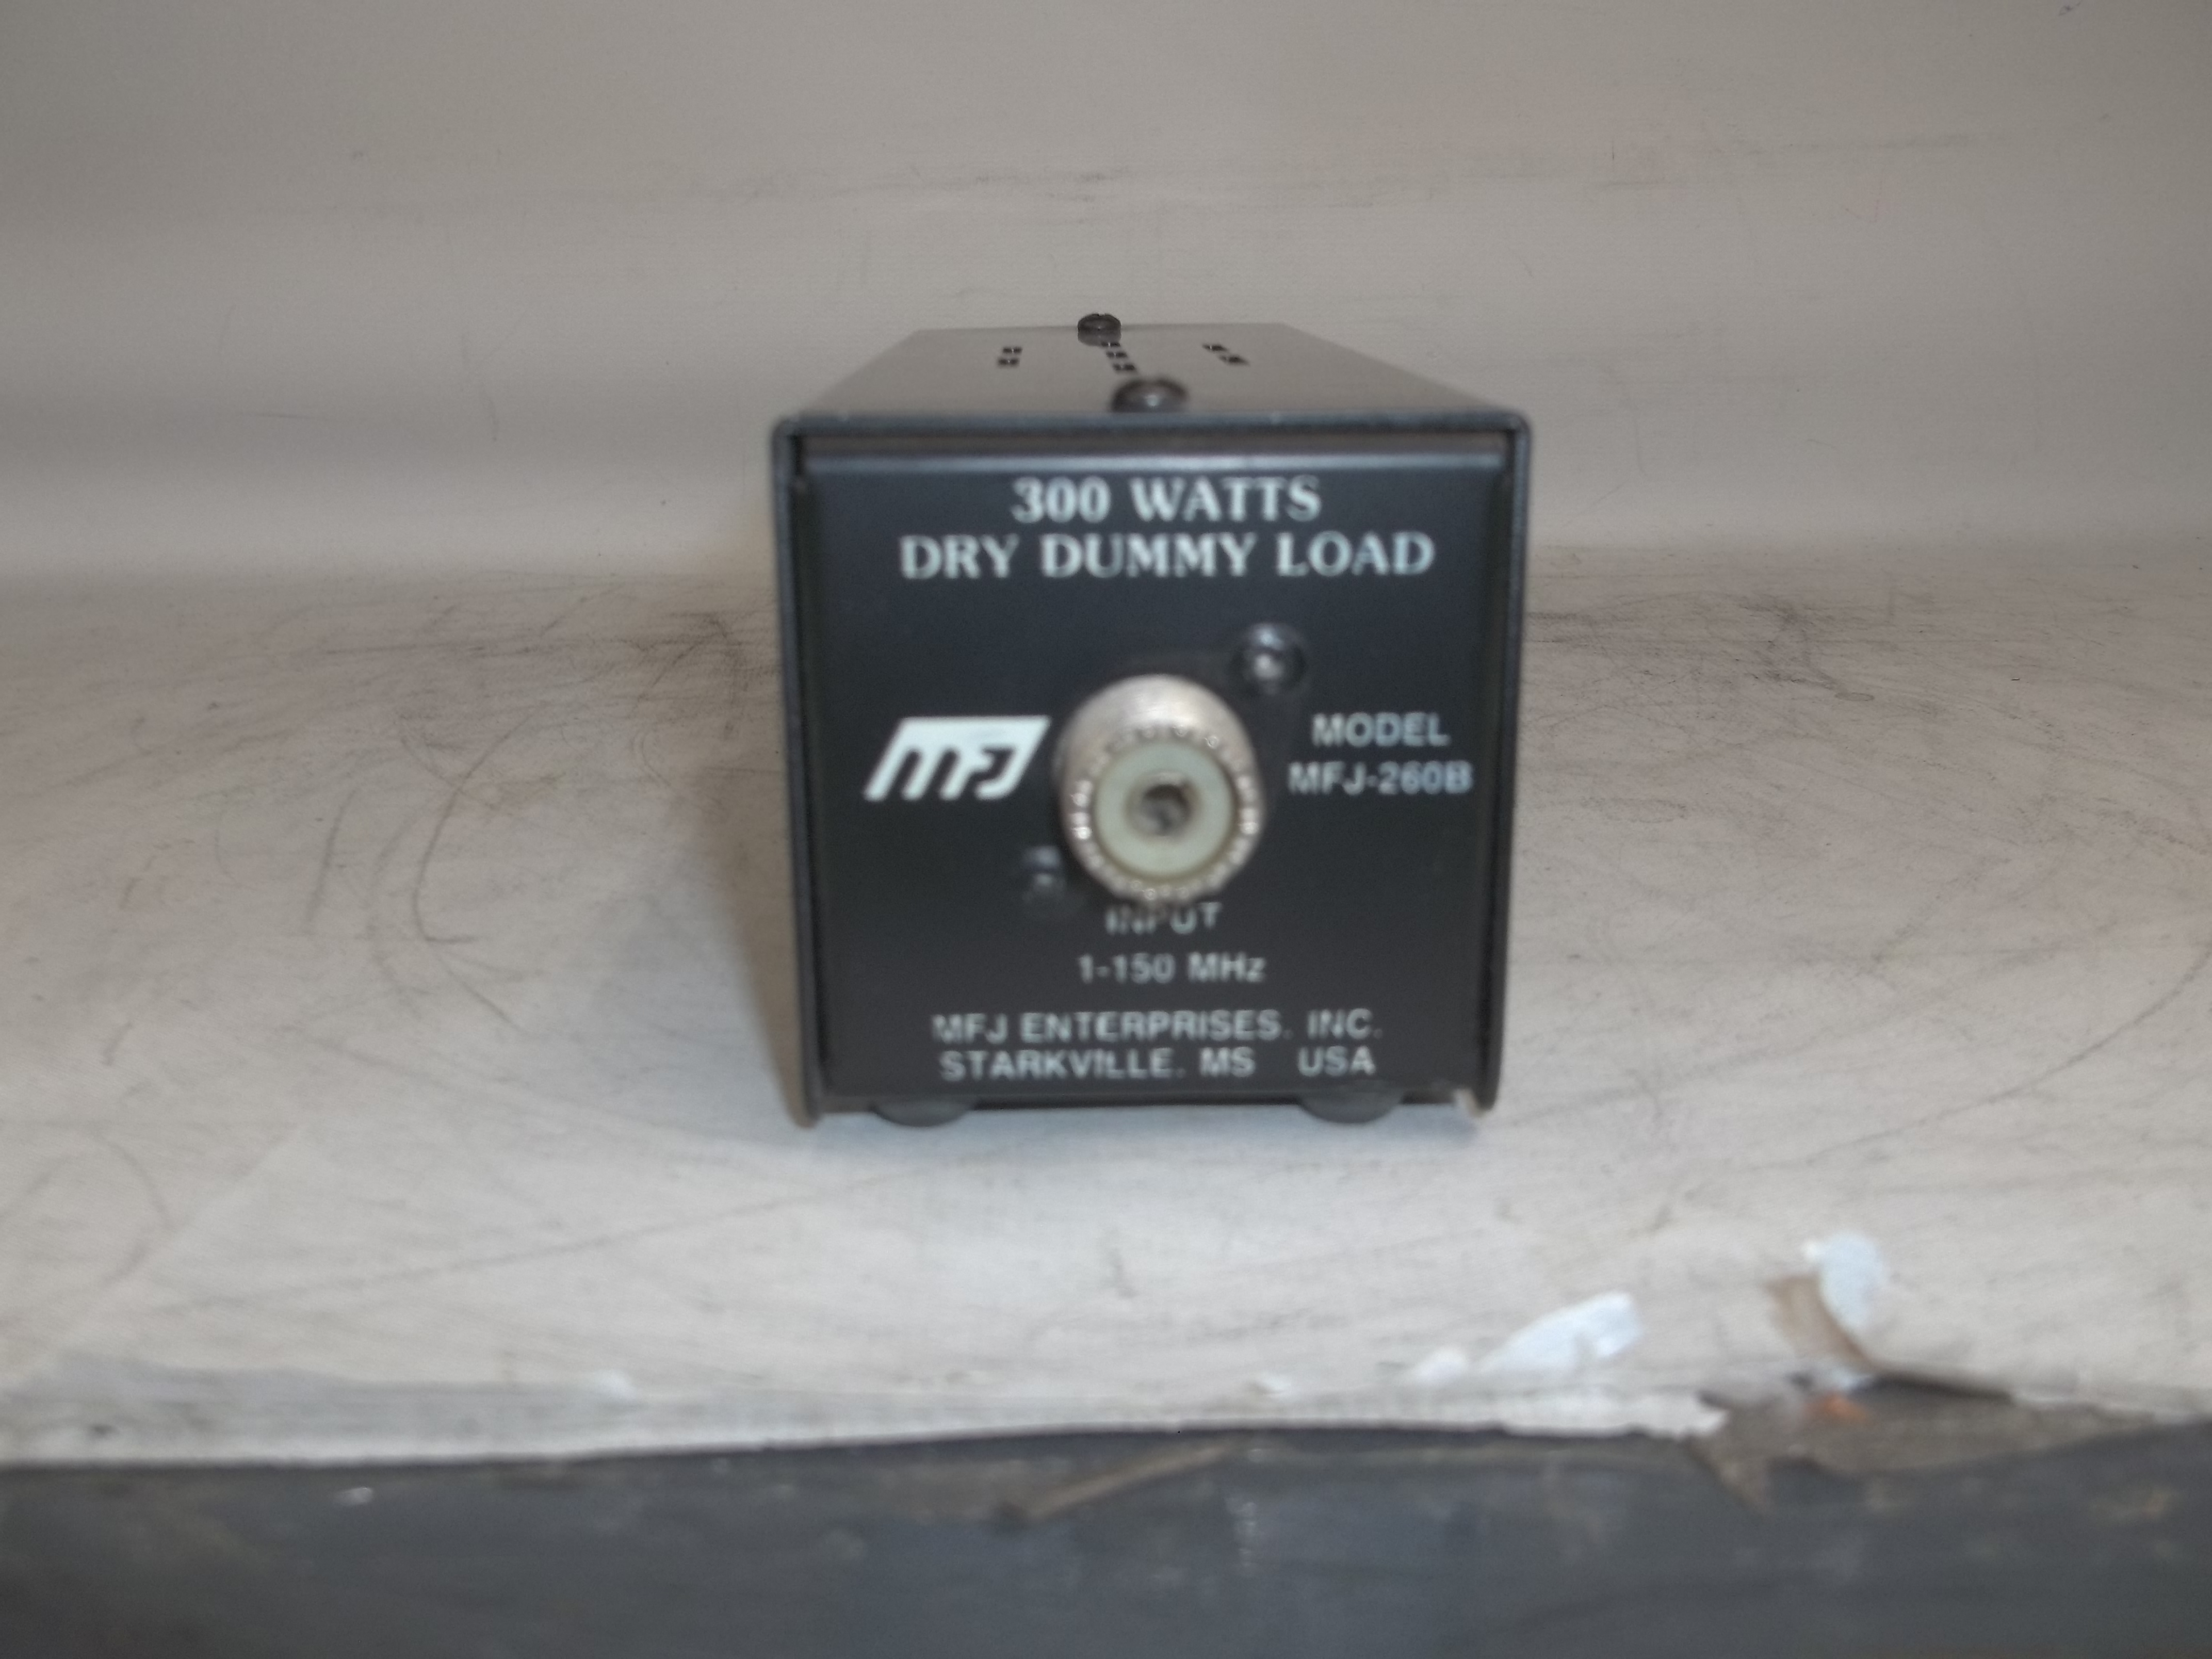 300 WATTS
DRY DUMMY LOAD
MFJ
MODEL
MFJ-260B
INPUT
1-150 MHz
MFJ ENTERPRISES, INC.
STARKVILLE, MS USA